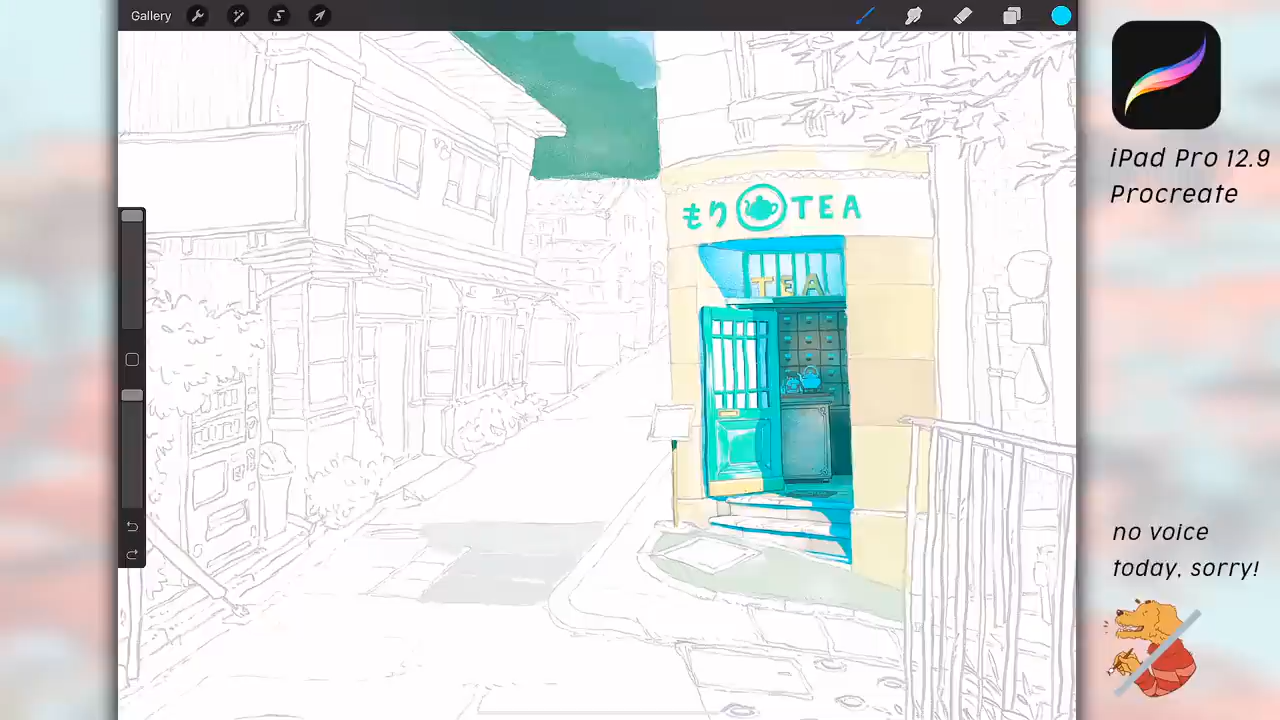 Gallery
iPad Pro 12.9
Procreate
もり TEA
TEA
no voice
today, sorry!